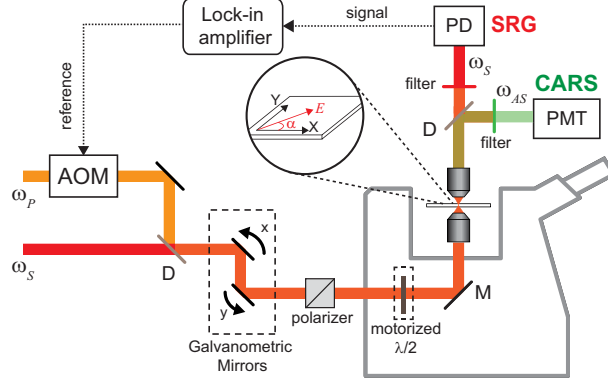 Lock-in
amplifier
signal
PD
SRG
reference
ω_S
filter
ω_AS
CARS
D
PMT
filter
Y
E
α
X
AOM
ω_P
ω_S
D
x
y
Galvanometric
Mirrors
polarizer
motorized
λ/2
M